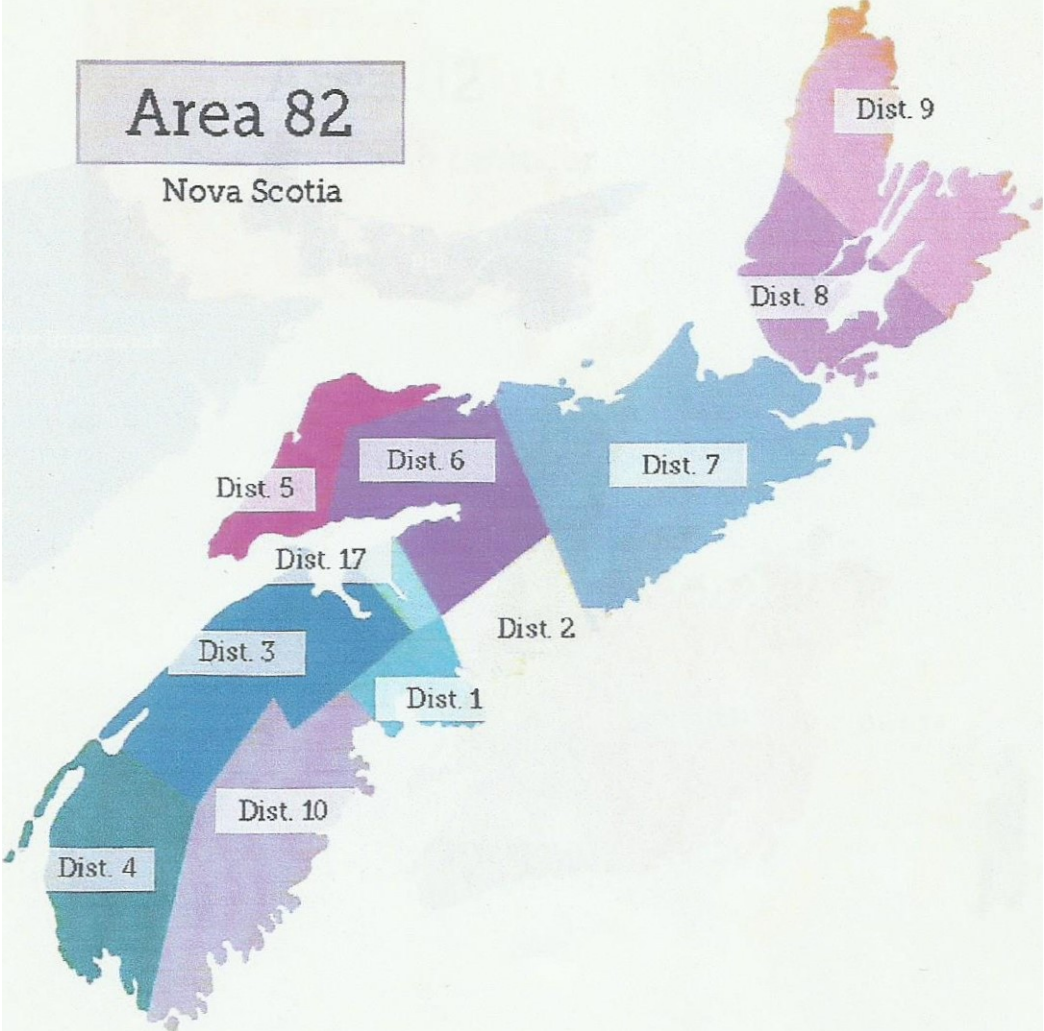 Area 82
Nova Scotia
Dist. 9
Dist. 8
Dist. 6
Dist. 7
Dist. 5
Dist. 17
Dist. 2
Dist. 3
Dist. 1
Dist. 10
Dist. 4